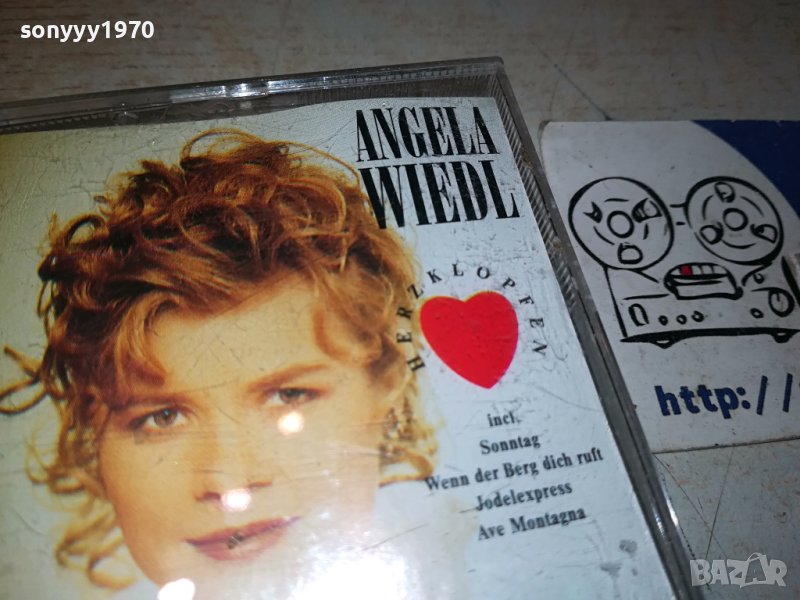 sonyyy1970
ANGELA
WIEDL
HERZKLOPFEN
incl.
Sonntag
Wenn der Berg dich ruft
Jodelexpress
Ave Montagna
http://
BAZAR